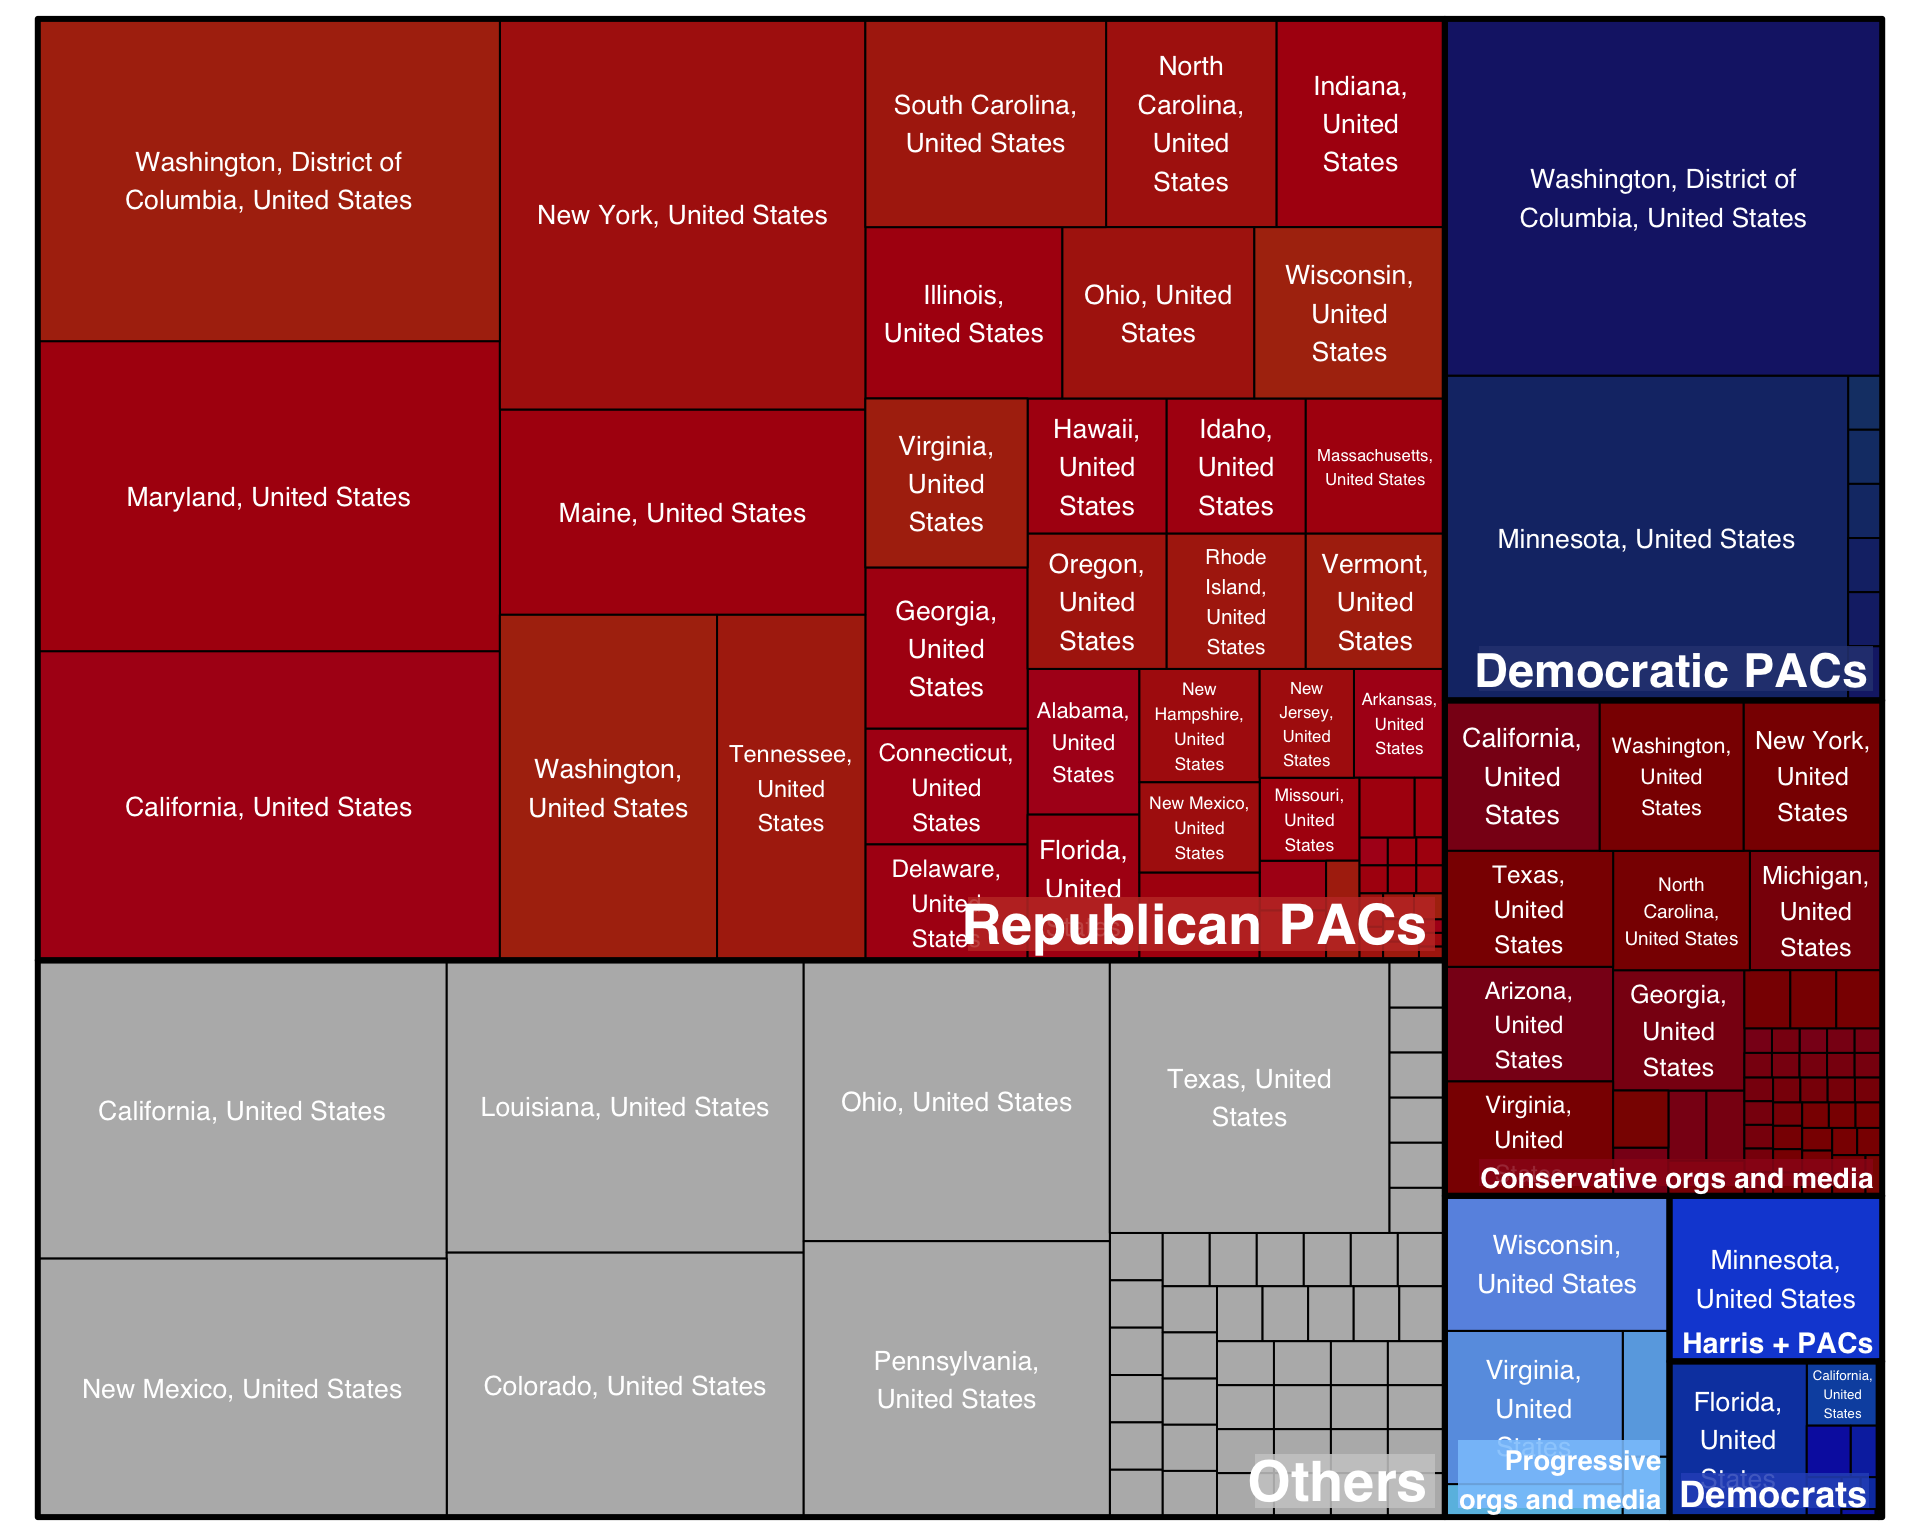 Washington, District of
Columbia, United States
Maryland, United States
California, United States
New York, United States
Maine, United States
Washington,
United States
Tennessee,
United
States
South Carolina,
United States
North
Carolina,
United
States
Indiana,
United
States
Illinois,
United States
Ohio, United
States
Wisconsin,
United
States
Virginia,
United
States
Hawaii,
United
States
Idaho,
United
States
Massachusetts,
United States
Georgia,
United
States
Oregon,
United
States
Rhode
Island,
United
States
Vermont,
United
States
Connecticut,
United
States
Delaware,
United
States
Alabama,
United
States
Florida,
United
States
New
Hampshire,
United
States
New Mexico,
United
States
New
Jersey,
United
States
Missouri,
United
States
Arkansas,
United
States
Republican PACs
California, United States
New Mexico, United States
Louisiana, United States
Colorado, United States
Ohio, United States
Pennsylvania,
United States
Texas, United
States
Others
Washington, District of
Columbia, United States
Minnesota, United States
Democratic PACs
California,
United
States
Washington,
United
States
New York,
United
States
Texas,
United
States
North
Carolina,
United States
Michigan,
United
States
Arizona,
United
States
Georgia,
United
States
Virginia,
United
States
Conservative orgs and media
Wisconsin,
United States
Virginia,
United
States
Progressive
orgs and media
Minnesota,
United States
Harris + PACs
Florida,
United
States
California,
United
States
Democrats